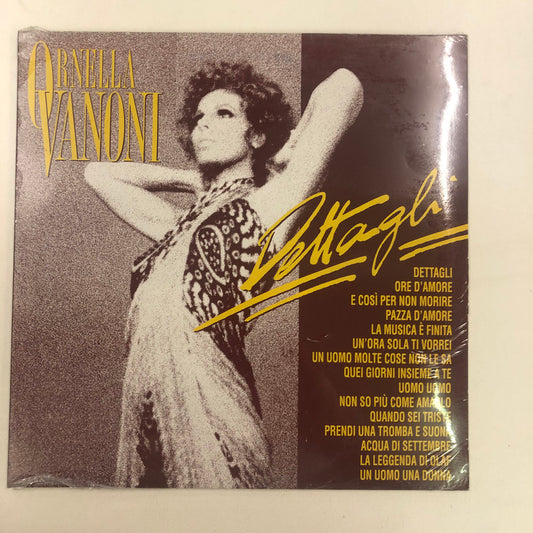 ORNELLA
VANONI
Dettagli
DETTAGLI
ORE D'AMORE
E COSÌ PER NON MORIRE
PAZZA D'AMORE
LA MUSICA È FINITA
UN'ORA SOLA TI VORREI
UN UOMO MOLTE COSE NON LE SA
QUEI GIORNI INSIEME A TE
UOMO UOMO
NON SO PIÙ COME AMARLO
QUANDO SEI TRISTE
PRENDI UNA TROMBA E SUONA
ACQUA DI SETTEMBRE
LA LEGGENDA DI OLAF
UN UOMO UNA DONNA